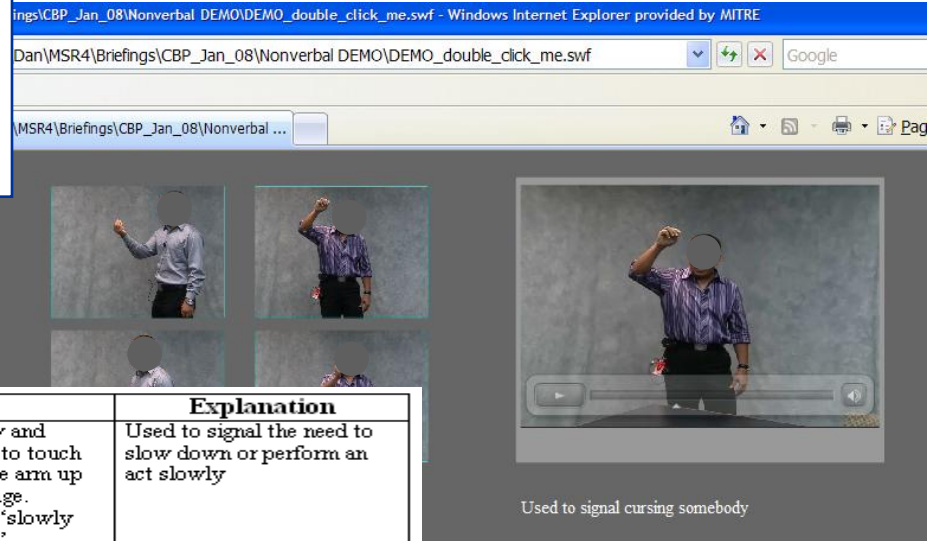 ings\CBP_Jan_08\Nonverbal DEMO\DEMO_double_click_me.swf - Windows Internet Explorer provided by MITRE
Dan\MSR4\Briefings\CBP_Jan_08\Nonverbal DEMO\DEMO_double_click_me.swf
Google
\MSR4\Briefings\CBP_Jan_08\Nonverbal ...
Pag
Explanation
and
to touch
e arm up
ge.
'slowly
Used to signal the need to
slow down or perform an
act slowly
Used to signal cursing somebody